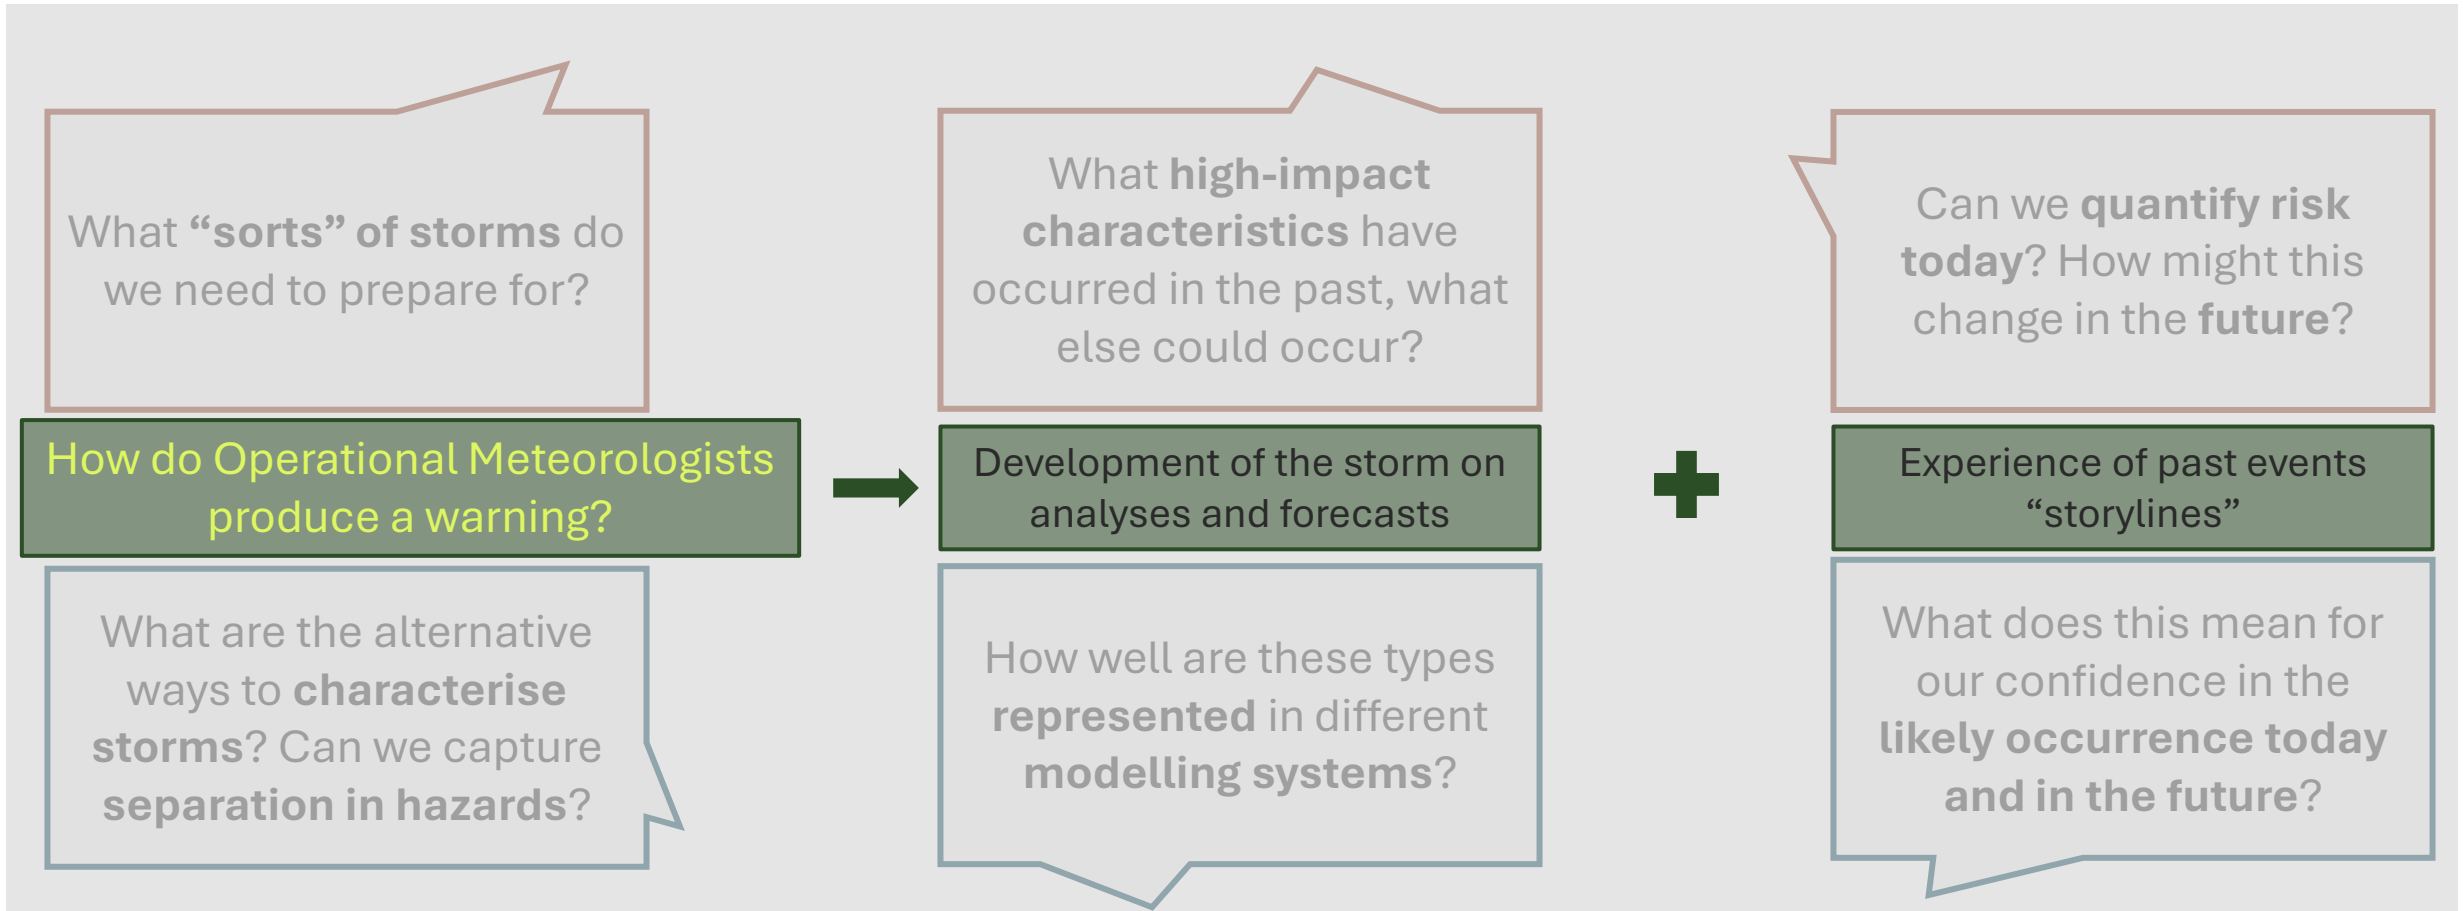 What “sorts” of storms do
we need to prepare for?
What high-impact
characteristics have
occurred in the past, what
else could occur?
Can we quantify risk
today? How might this
change in the future?
How do Operational Meteorologists
produce a warning?
Development of the storm on
analyses and forecasts
Experience of past events
“storylines”
What are the alternative
ways to characterise
storms? Can we capture
separation in hazards?
How well are these types
represented in different
modelling systems?
What does this mean for
our confidence in the
likely occurrence today
and in the future?